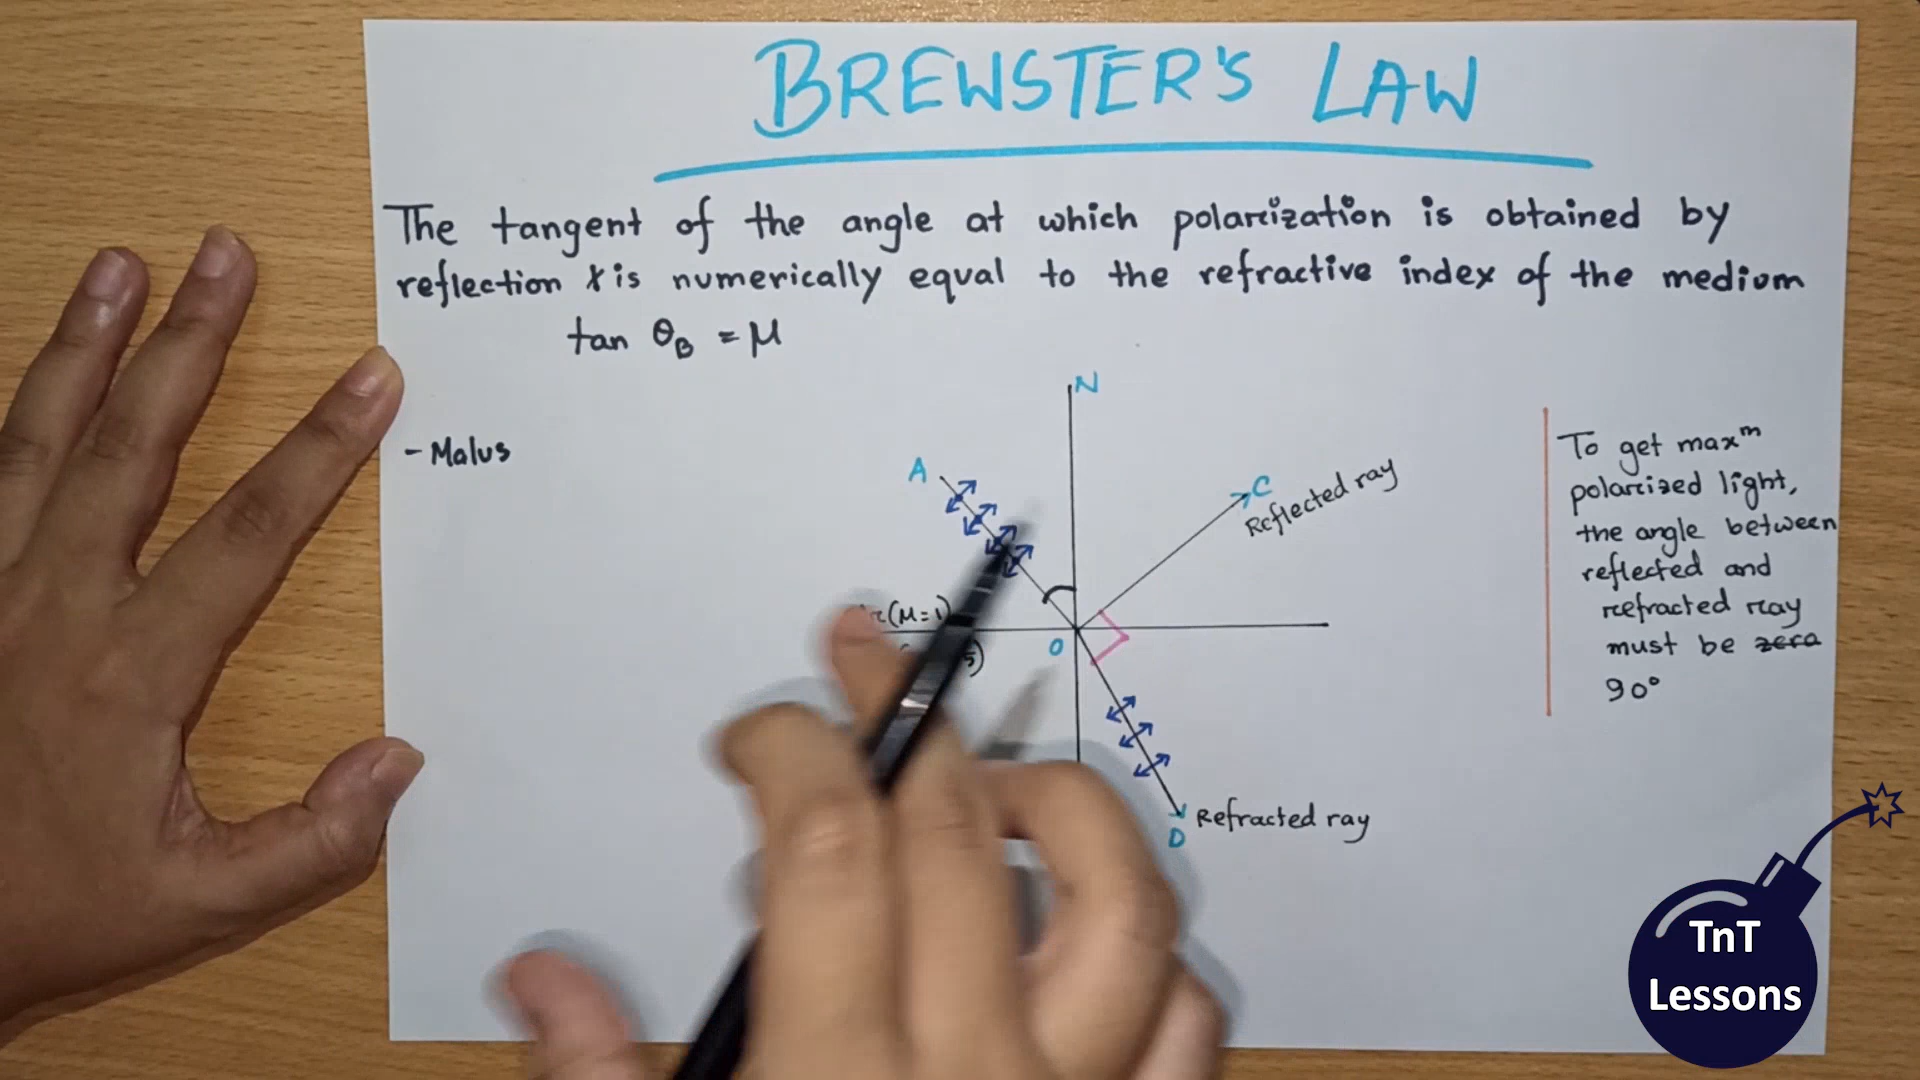 BREWSTER'S LAW
The tangent of the angle at which polarization is obtained by
reflection is numerically equal to the refractive index of the medium
tan θB = μ
- Malus
N
A
C
Reflected ray
(μ=1)
O
D
Refracted ray
To get maxᵐ
polarized light,
the angle between
reflected and
refracted ray
must be zero
90°
TnT
Lessons